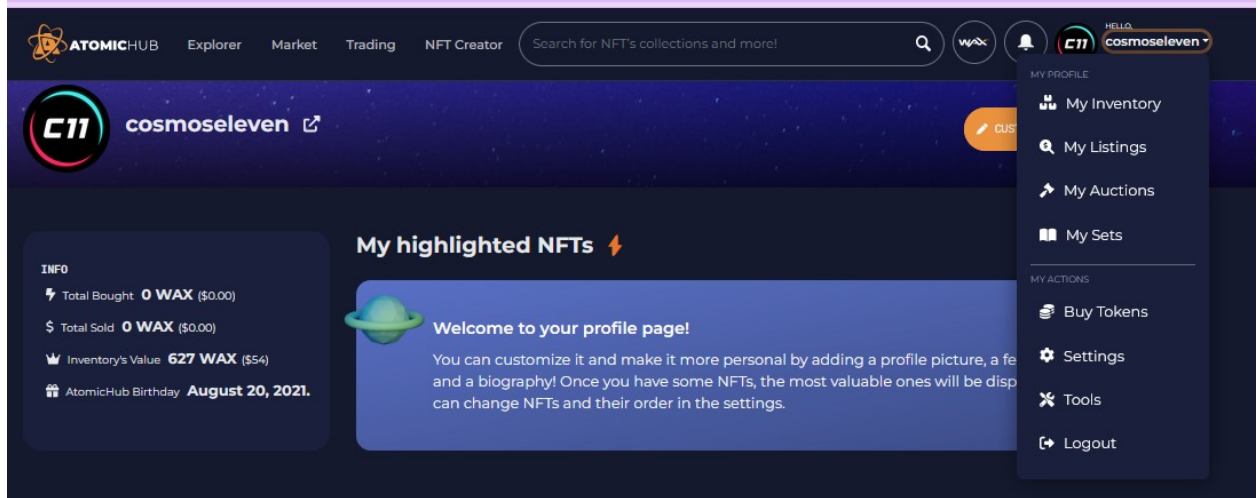 ATOMICHUB Explorer Market Trading NFT Creator Search for NFT's collections and more! WAX C11 HELLO, cosmoseleven
C11 cosmoseleven
MY PROFILE
My Inventory
My Listings
My Auctions
My Sets
MY ACTIONS
Buy Tokens
Settings
Tools
Logout
My highlighted NFTs
INFO
Total Bought 0 WAX ($0.00)
Total Sold 0 WAX ($0.00)
Inventory's Value 627 WAX ($54)
AtomicHub Birthday August 20, 2021.
Welcome to your profile page!
You can customize it and make it more personal by adding a profile picture, a
and a biography! Once you have some NFTs, the most valuable ones will be
can change NFTs and their order in the settings.